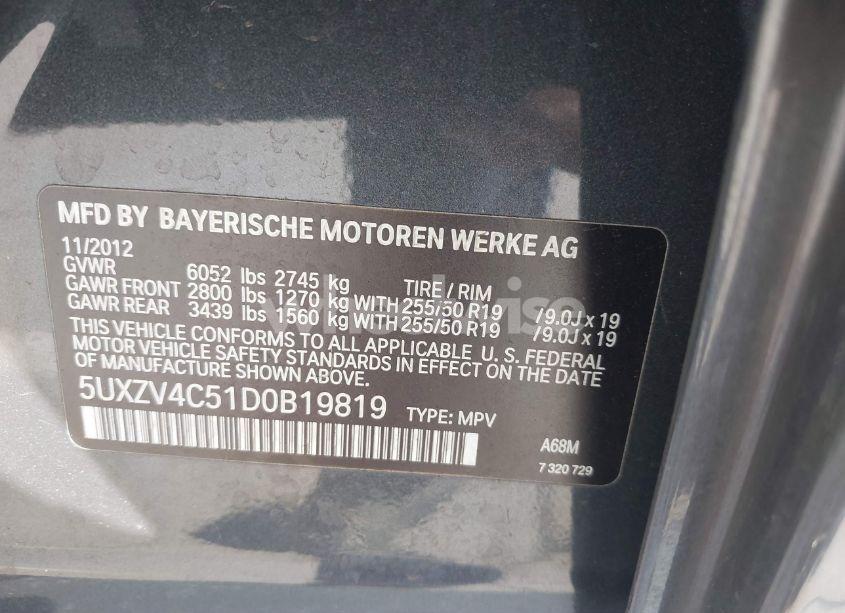 MFD BY BAYERISCHE MOTOREN WERKE AG
11/2012
GVWR 6052 lbs 2745 kg TIRE / RIM
GAWR FRONT 2800 lbs 1270 kg WITH 255/50 R19 /9.0J x 19
GAWR REAR 3439 lbs 1560 kg WITH 255/50 R19 /9.0J x 19
THIS VEHICLE CONFORMS TO ALL APPLICABLE U.S. FEDERAL
MOTOR VEHICLE SAFETY STANDARDS IN EFFECT ON THE DATE
OF MANUFACTURE SHOWN ABOVE.
5UXZV4C51D0B19819 TYPE: MPV
A68M
7 320 729